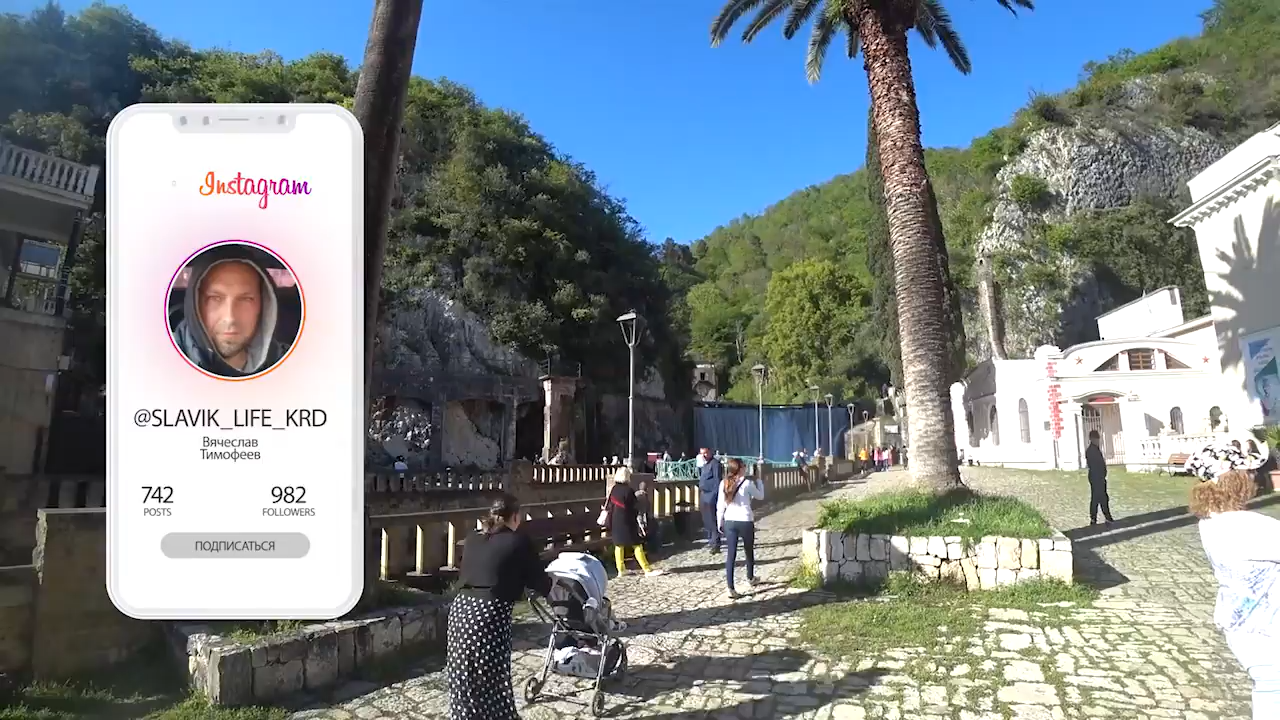 Instagram
@SLAVIK_LIFE_KRD
Вячеслав
Тимофеев
742
POSTS
982
FOLLOWERS
ПОДПИСАТЬСЯ